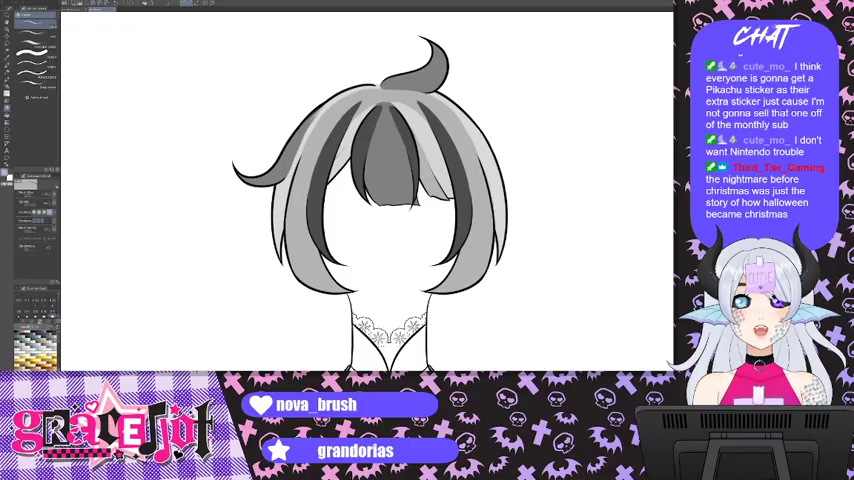 CHAT
cute_mo_ I think
everyone is gonna get a
Pikachu sticker as their
extra sticker just cause I'm
not gonna sell that one off
of the monthly sub
cute_mo_ I don't
want Nintendo trouble
Third_Tier_Gaming
the nightmare before
christmas was just the
story of how halloween
became christmas
CUTIE
nova_brush
grandorias